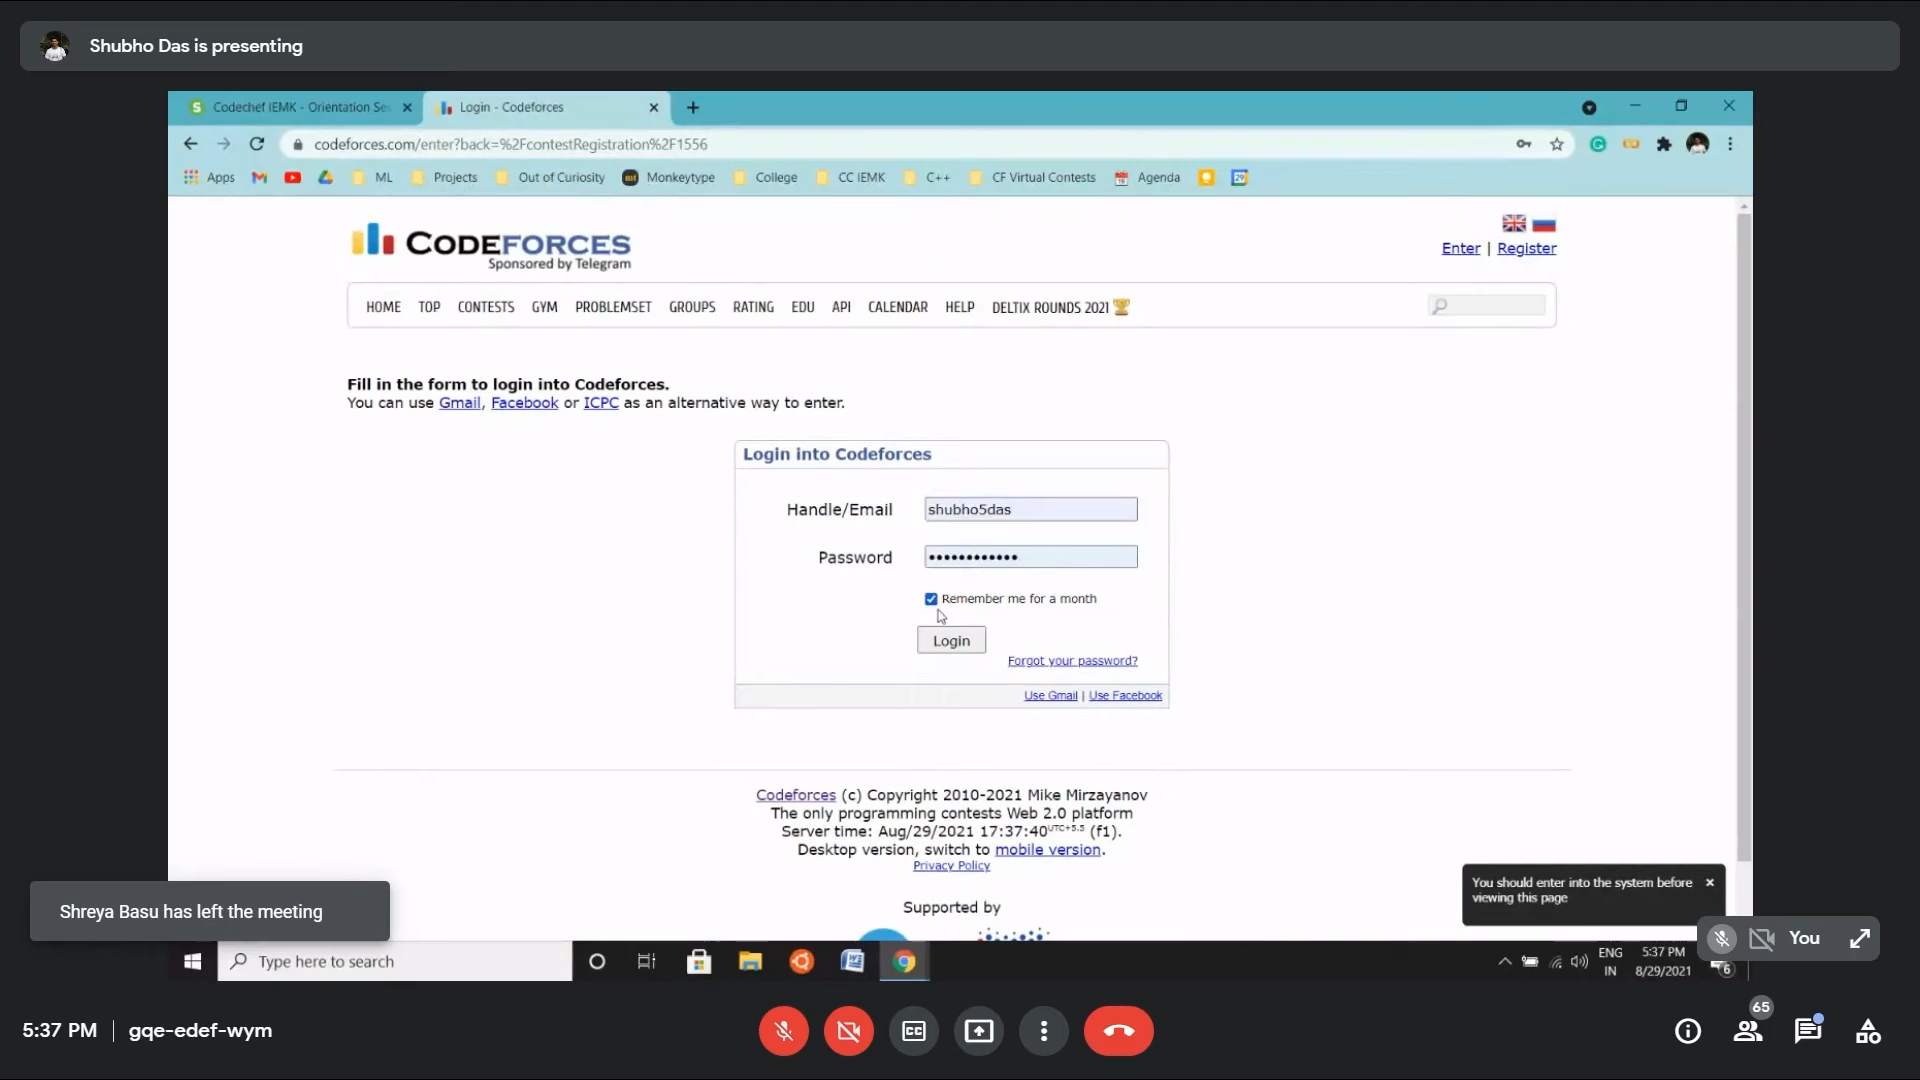 Shubho Das is presenting
Codechef IEMK - Orientation Ses
Login - Codeforces
codeforces.com/enter?back=%2FcontestRegistration%2F1556
Apps
ML
Projects
Out of Curiosity
mt
Monkeytype
College
CC IEMK
C++
CF Virtual Contests
Agenda
CODEFORCES
Sponsored by Telegram
Enter | Register
HOME TOP CONTESTS GYM PROBLEMSET GROUPS RATING EDU API CALENDAR HELP DELTIX ROUNDS 2021
Fill in the form to login into Codeforces.
You can use Gmail, Facebook or ICPC as an alternative way to enter.
Login into Codeforces
Handle/Email shubho5das
Password ••••••••••••
Remember me for a month
Login
Forgot your password?
Use Gmail | Use Facebook
Codeforces (c) Copyright 2010-2021 Mike Mirzayanov
The only programming contests Web 2.0 platform
Server time: Aug/29/2021 17:37:40 UTC+5.5 (f1).
Desktop version, switch to mobile version.
Privacy Policy
Supported by
You should enter into the system before
viewing this page
Shreya Basu has left the meeting
You
Type here to search
ENG
IN
5:37 PM
8/29/2021
6
5:37 PM | gqe-edef-wym
CC
65